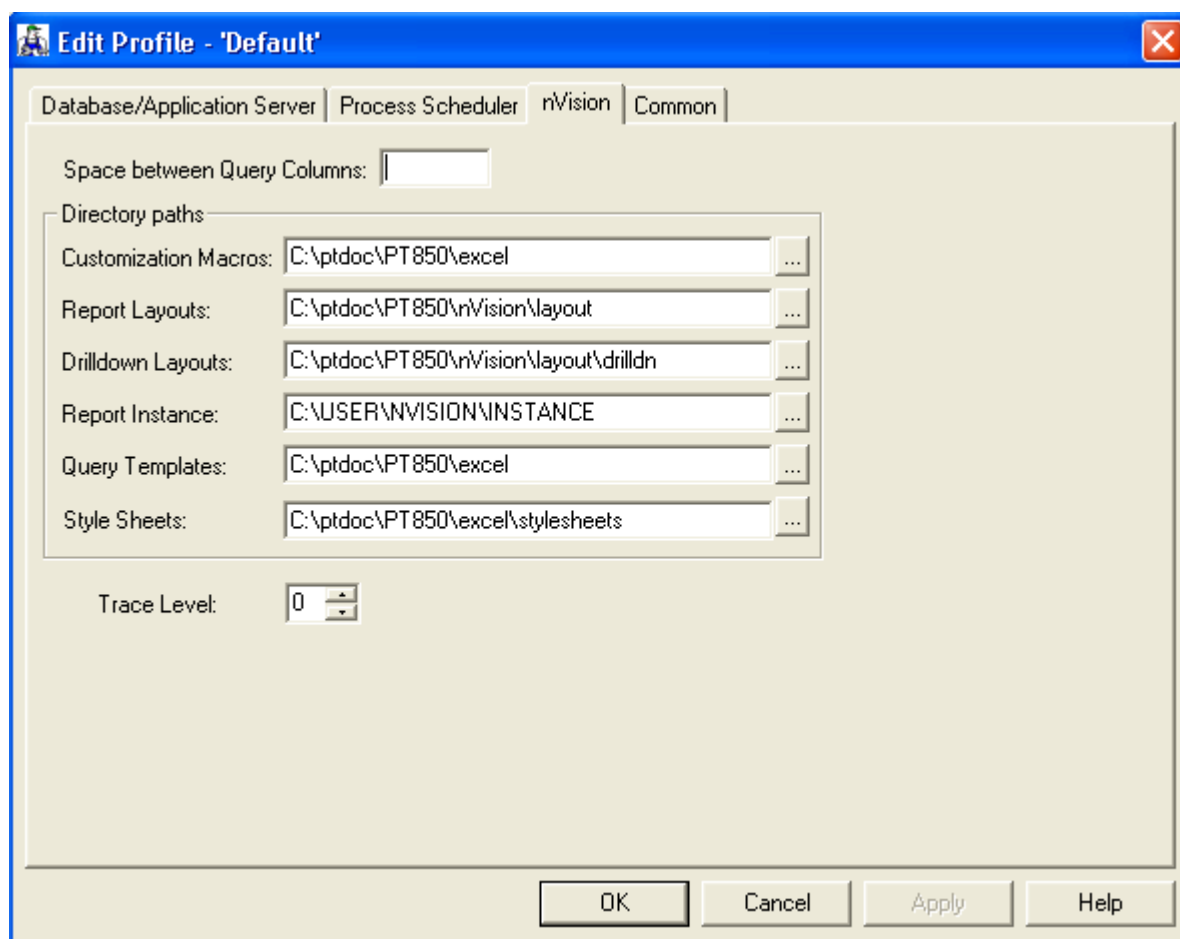 Edit Profile - 'Default'
Database/Application Server Process Scheduler nVision Common
Space between Query Columns:
Directory paths
Customization Macros: C:\ptdoc\PT850\excel ...
Report Layouts: C:\ptdoc\PT850\nVision\layout ...
Drilldown Layouts: C:\ptdoc\PT850\nVision\layout\drilldn ...
Report Instance: C:\USER\NVISION\INSTANCE ...
Query Templates: C:\ptdoc\PT850\excel ...
Style Sheets: C:\ptdoc\PT850\excel\stylesheets ...
Trace Level: 0
OK Cancel Apply Help